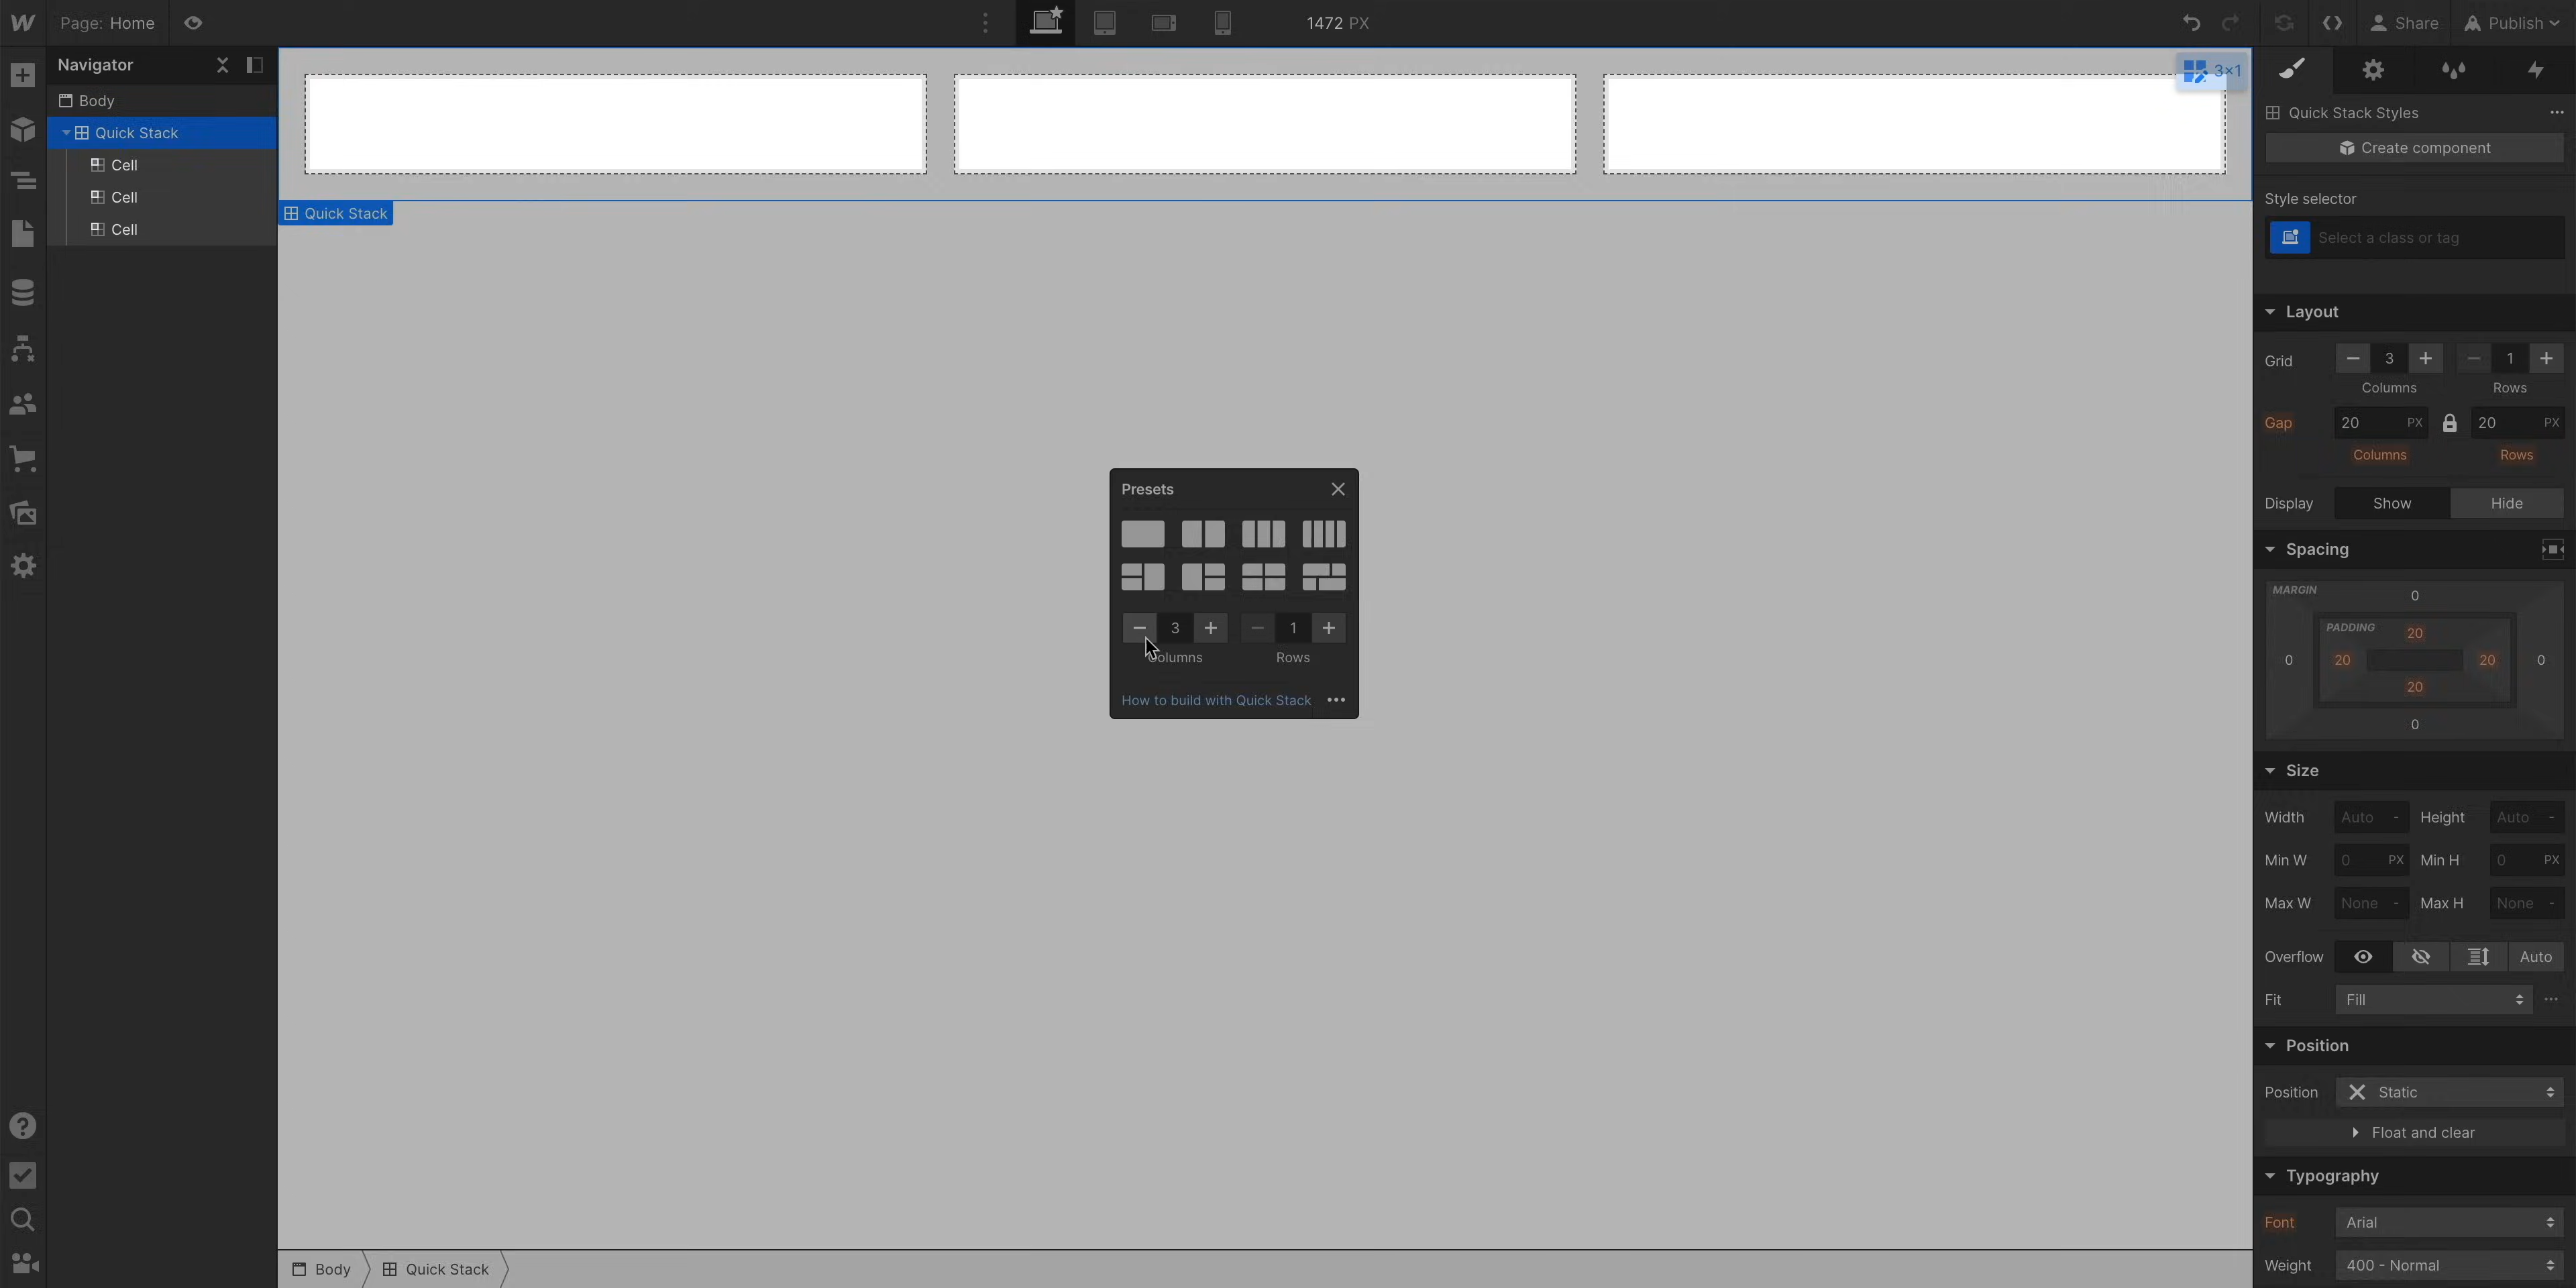 Page: Home
1472 PX
Share
Publish
Navigator
Body
Quick Stack
Cell
Cell
Cell
3×1
Quick Stack
Presets
3
1
Columns
Rows
How to build with Quick Stack
Body
Quick Stack
Quick Stack Styles
Create component
Style selector
Select a class or tag
Layout
Grid
3
1
Columns
Rows
Gap
20 PX
20 PX
Columns
Rows
Display
Show
Hide
Spacing
MARGIN
0
PADDING
20
0
20
20
0
20
0
Size
Width
Auto -
Height
Auto -
Min W
0 PX
Min H
0 PX
Max W
None -
Max H
None -
Overflow
Auto
Fit
Fill
Position
Position
Static
Float and clear
Typography
Font
Arial
Weight
400 - Normal